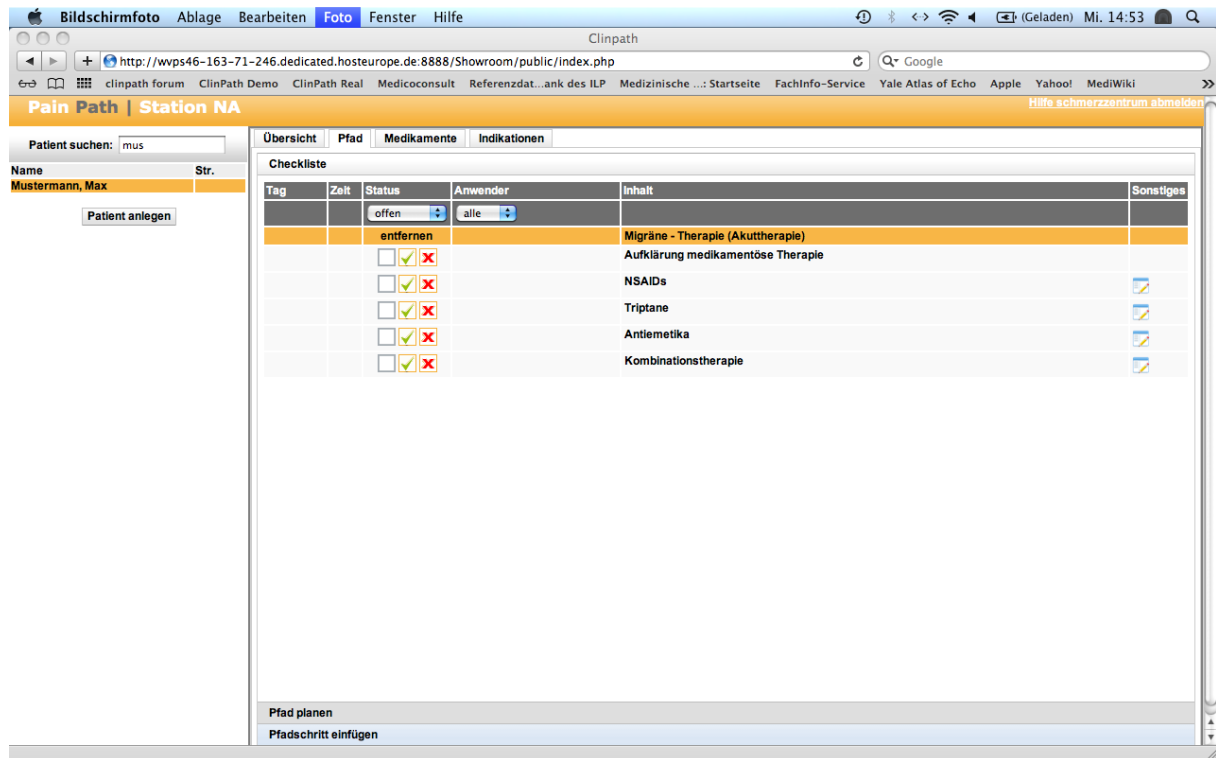 Bildschirmfoto Ablage Bearbeiten Foto Fenster Hilfe (Geladen) Mi. 14:53
Clinpath
http://wvps46-163-71-246.dedicated.hosteurope.de:8888/Showroom/public/index.php Google
clinpath forum ClinPath Demo ClinPath Real Medicoconsult Referenzdat...ank des ILP Medizinische ...: Startseite FachInfo-Service Yale Atlas of Echo Apple Yahoo! MediWiki
Pain Path | Station NA
Hilfe schmerzzentrum abmelden
Patient suchen: mus
Name Str.
Mustermann, Max
Patient anlegen
Übersicht Pfad Medikamente Indikationen
Checkliste
Tag Zeit Status Anwender Inhalt Sonstiges
offen alle
entfernen Migräne - Therapie (Akuttherapie)
Aufklärung medikamentöse Therapie
NSAIDs
Triptane
Antiemetika
Kombinationstherapie
Pfad planen
Pfadschritt einfügen